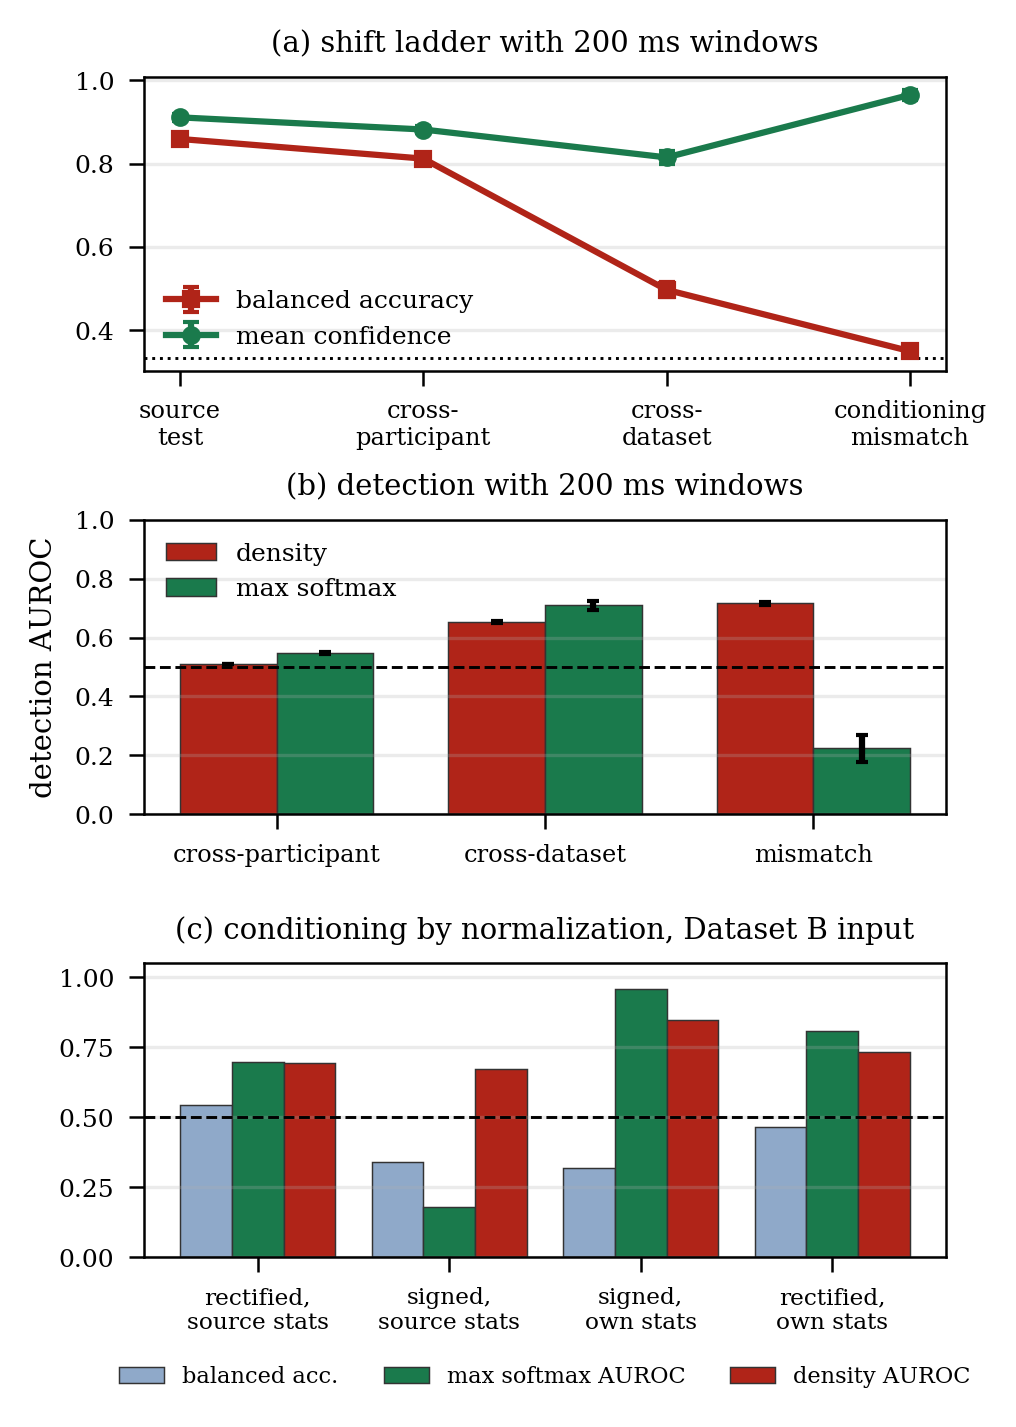 (a) shift ladder with 200 ms windows
1.0
0.8
0.6
0.4
balanced accuracy
mean confidence
source
test
cross-
participant
cross-
dataset
conditioning
mismatch
(b) detection with 200 ms windows
detection AUROC
1.0
0.8
0.6
0.4
0.2
0.0
density
max softmax
cross-participant
cross-dataset
mismatch
(c) conditioning by normalization, Dataset B input
1.00
0.75
0.50
0.25
0.00
rectified,
source stats
signed,
source stats
signed,
own stats
rectified,
own stats
balanced acc.
max softmax AUROC
density AUROC